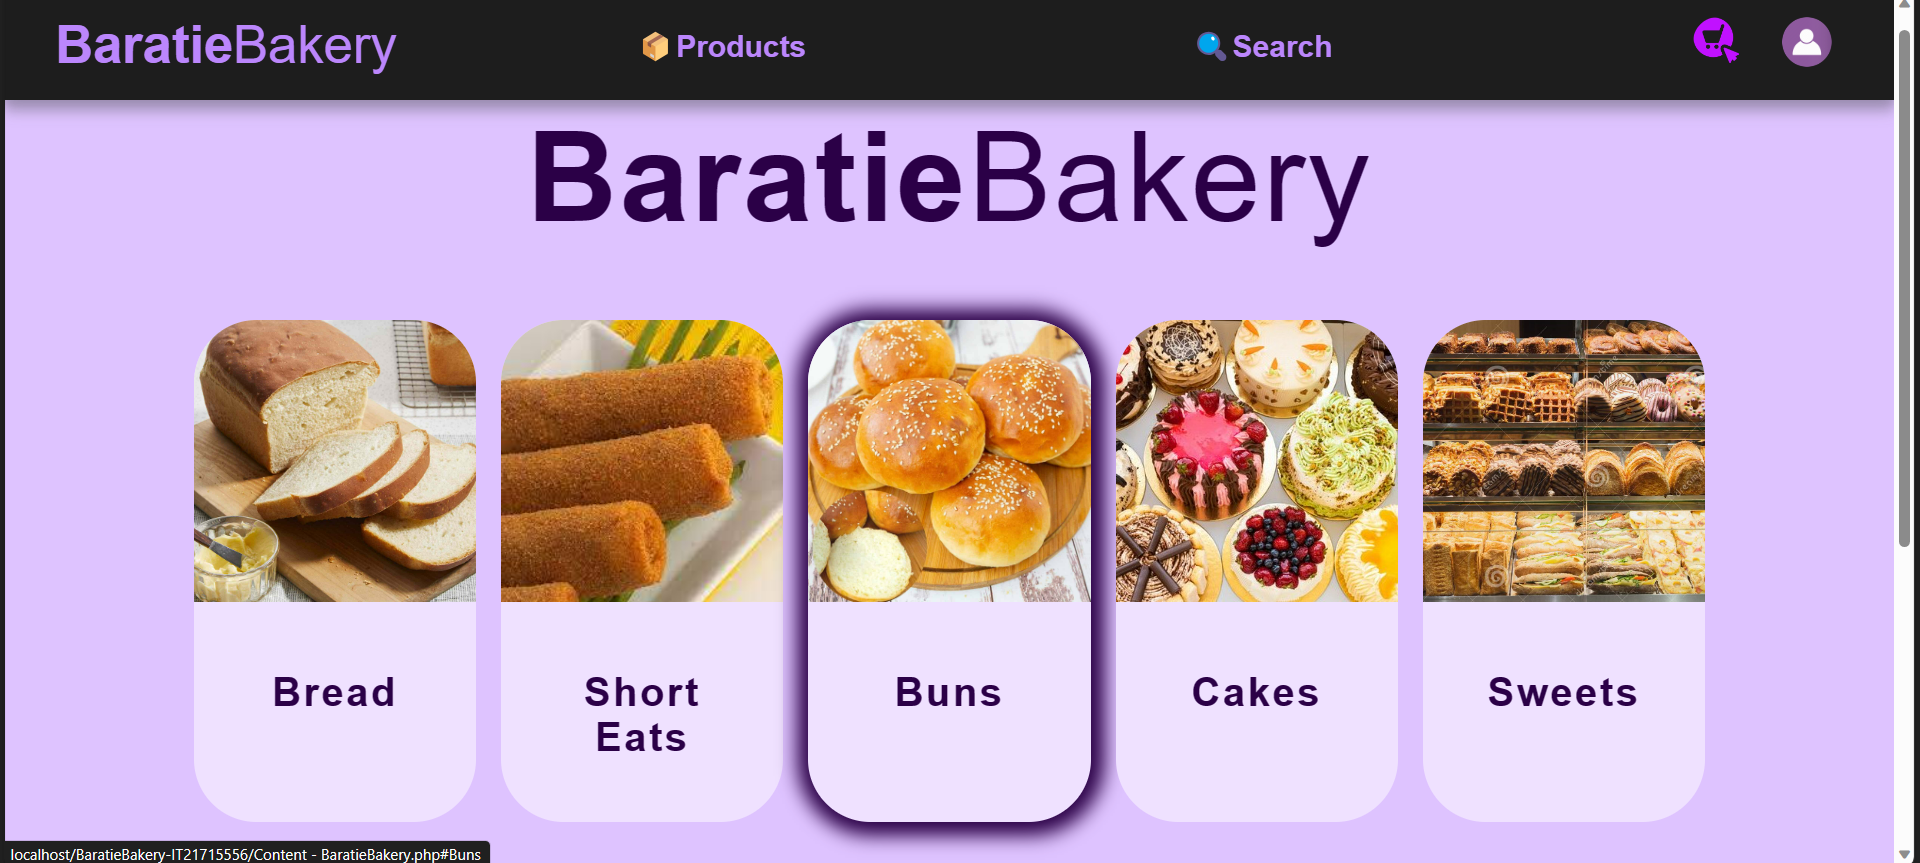 BaratieBakery
Products
Search
BaratieBakery
Bread
Short
Eats
Buns
Cakes
Sweets
localhost/BaratieBakery-IT21715556/Content - BaratieBakery.php#Buns